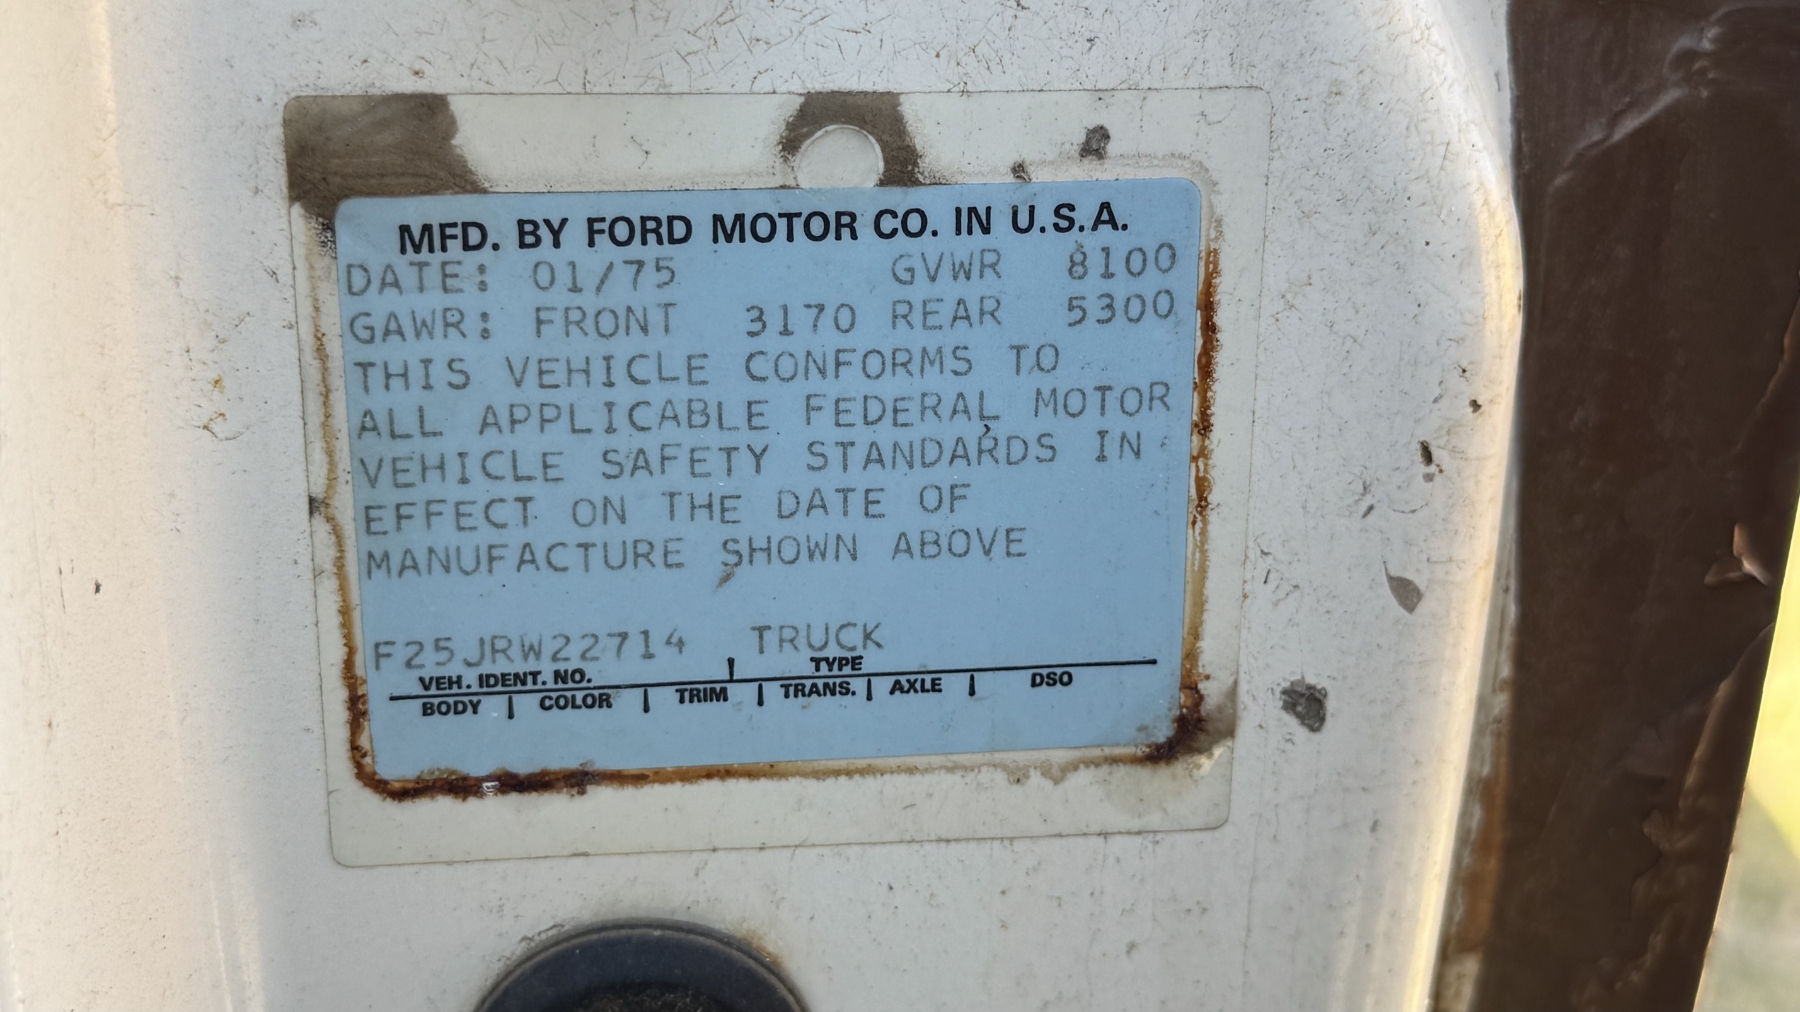 MFD. BY FORD MOTOR CO. IN U.S.A.
DATE: 01/75 GVWR 8100
GAWR: FRONT 3170 REAR 5300
THIS VEHICLE CONFORMS TO
ALL APPLICABLE FEDERAL MOTOR
VEHICLE SAFETY STANDARDS IN
EFFECT ON THE DATE OF
MANUFACTURE SHOWN ABOVE
F25JRW22714 TRUCK
VEH. IDENT. NO. | TYPE
BODY | COLOR | TRIM | TRANS. | AXLE | DSO